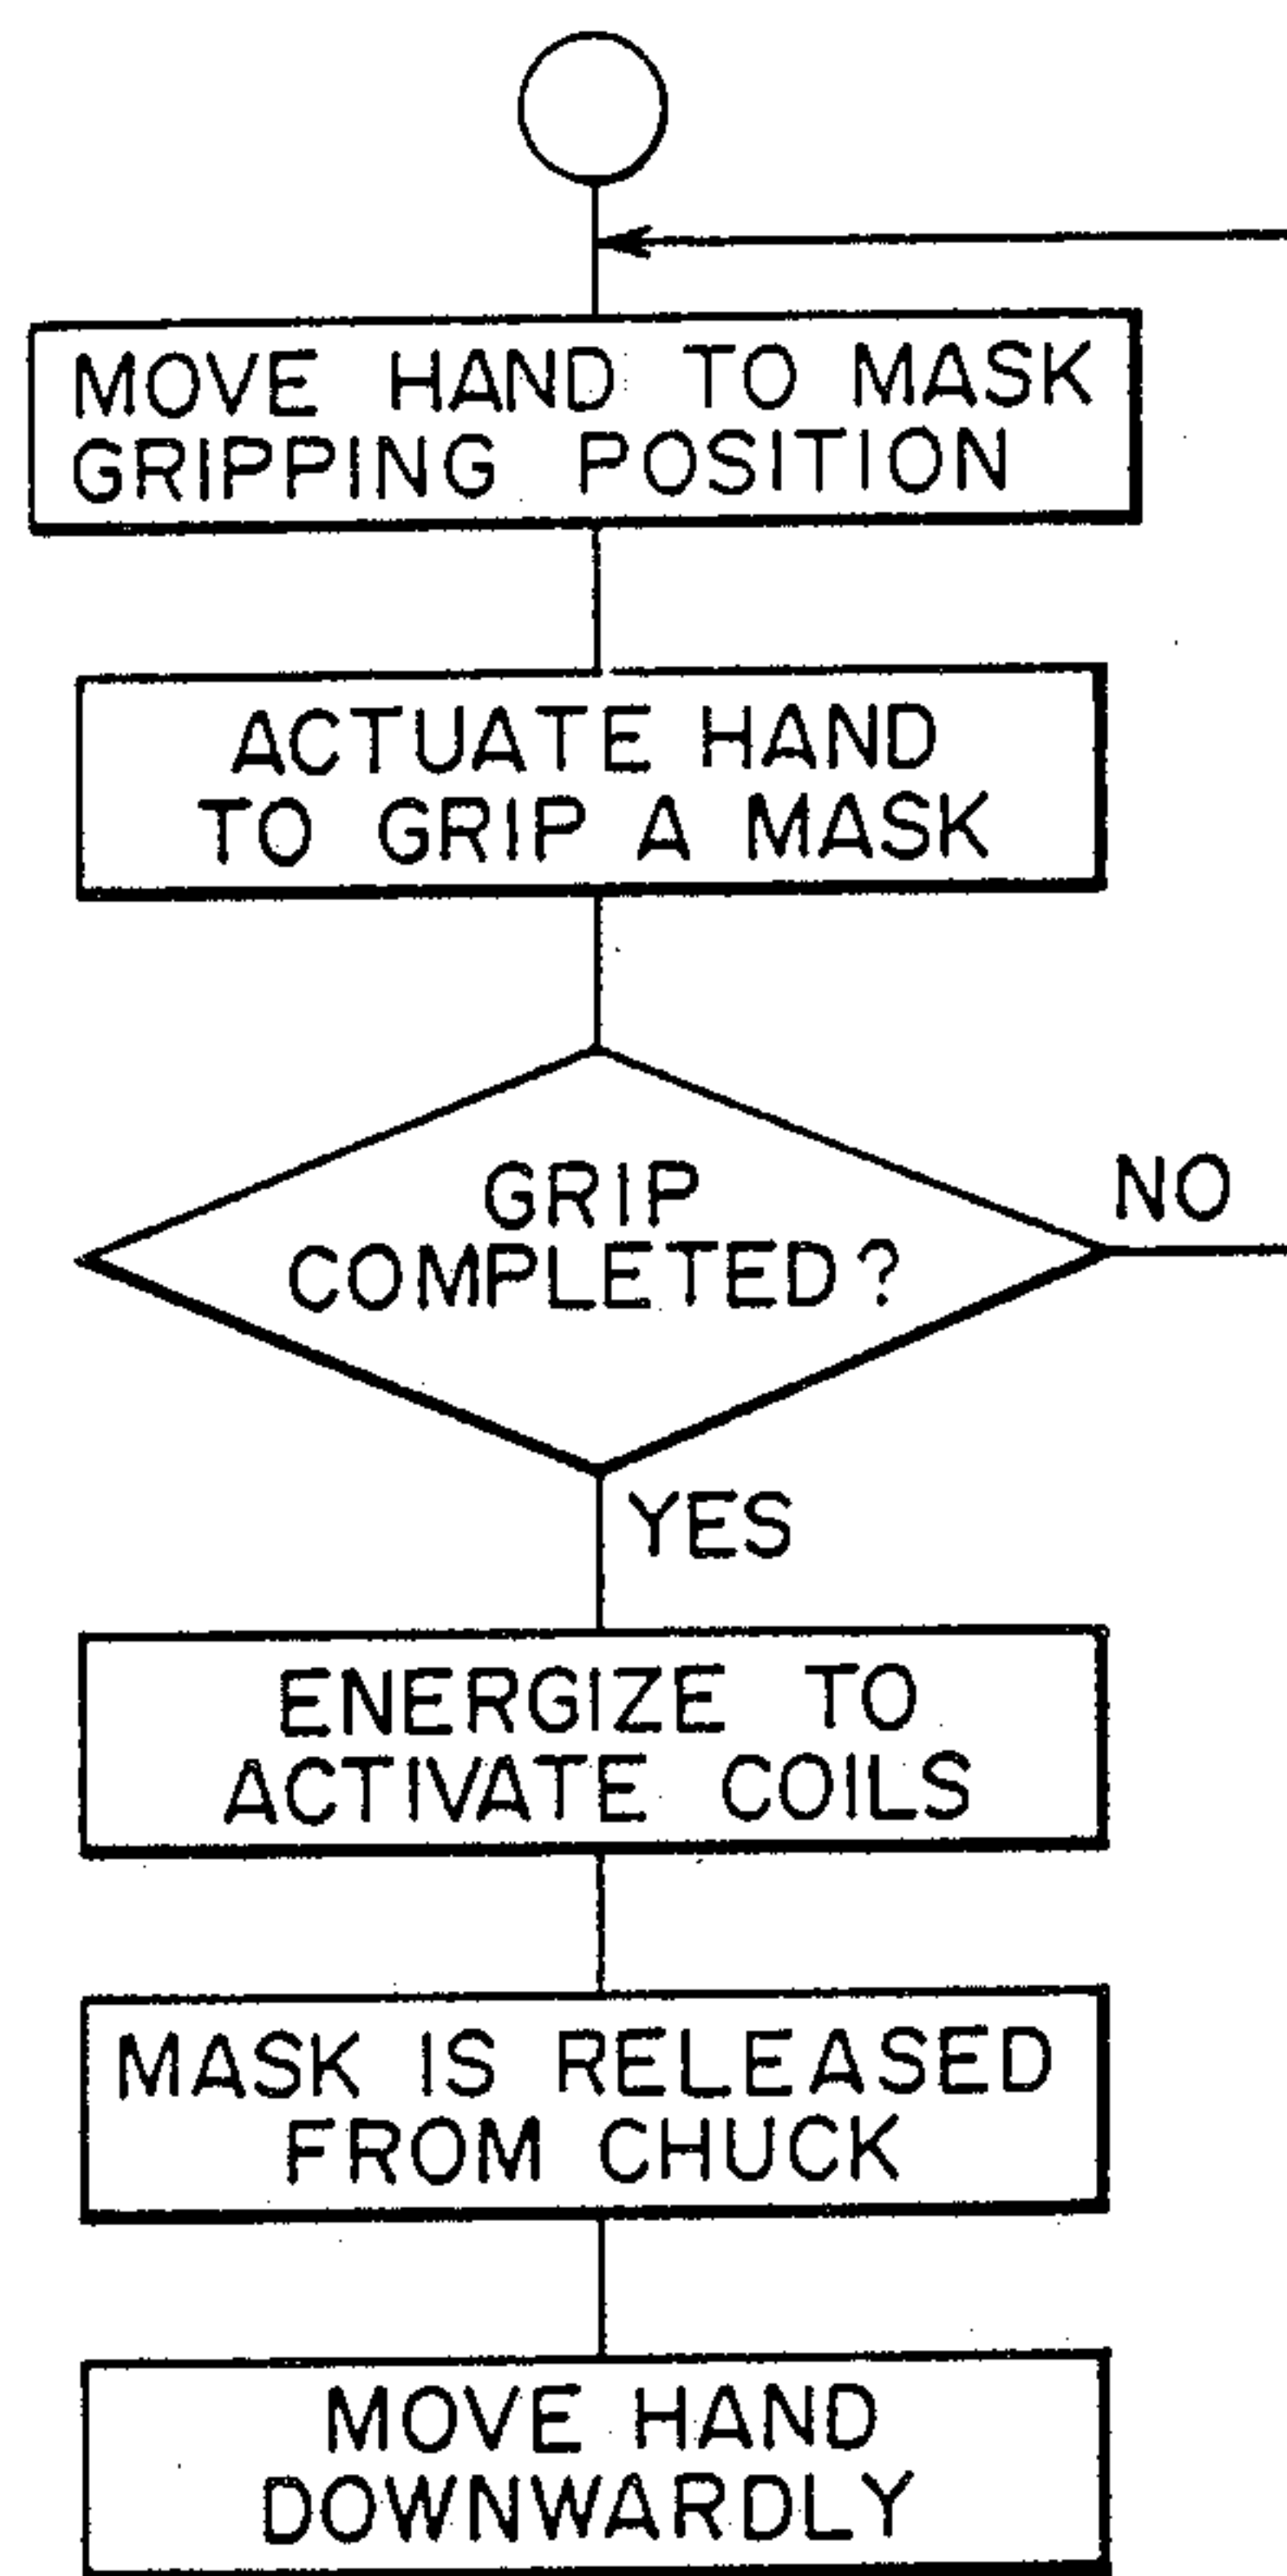 MOVE HAND TO MASK
GRIPPING POSITION
ACTUATE HAND
TO GRIP A MASK
GRIP
COMPLETED?
NO
YES
ENERGIZE TO
ACTIVATE COILS
MASK IS RELEASED
FROM CHUCK
MOVE HAND
DOWNWARDLY